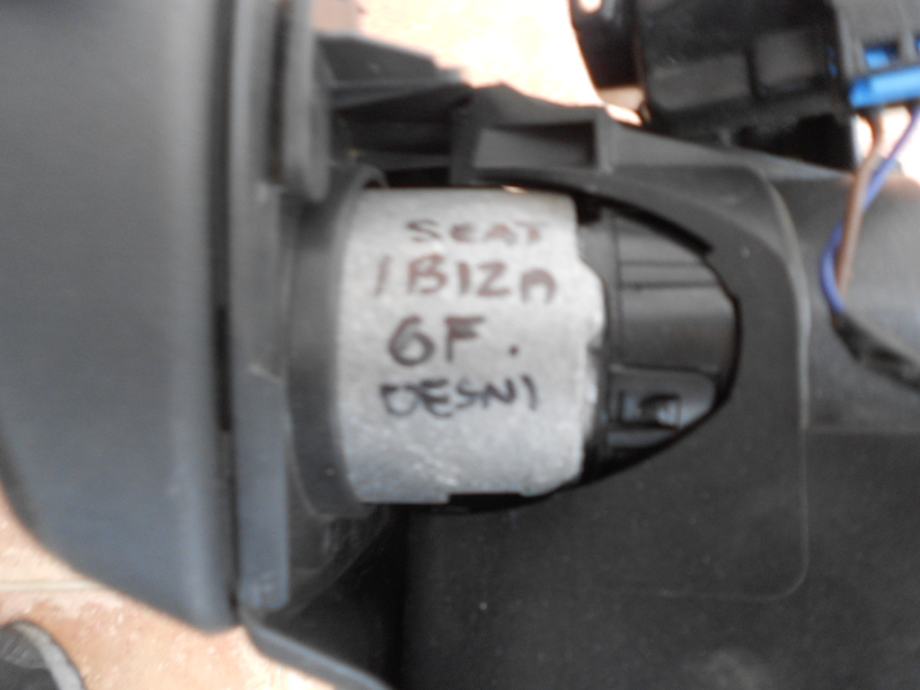 SEAT
IBIZA
6F.
DESNI